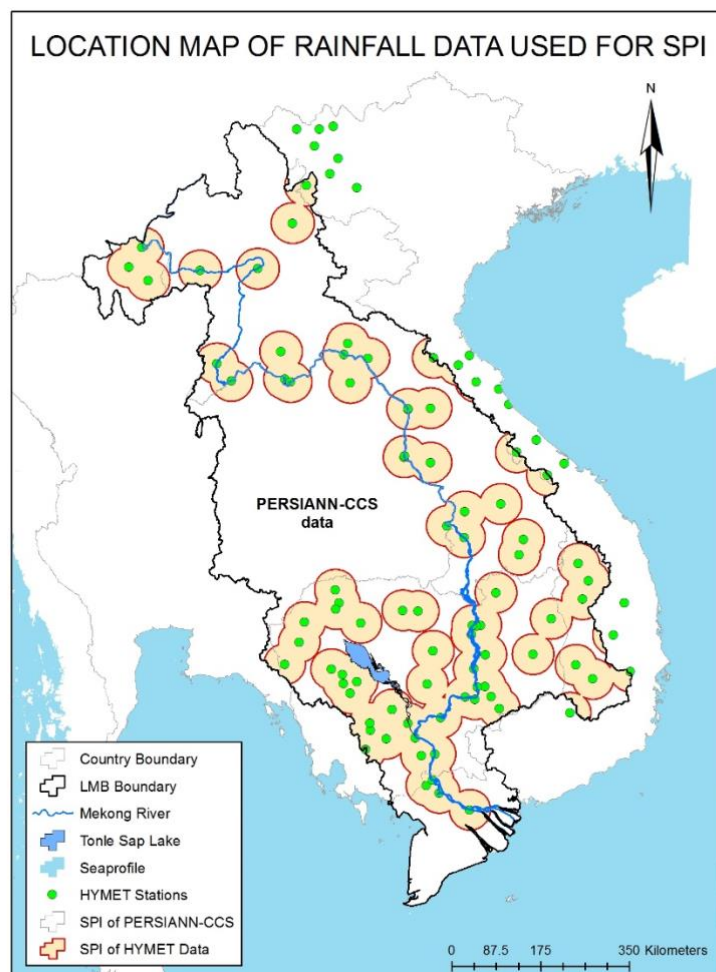 LOCATION MAP OF RAINFALL DATA USED FOR SPI
N
PERSIANN-CCS
data
Country Boundary
LMB Boundary
Mekong River
Tonle Sap Lake
Seaprofile
HYMET Stations
SPI of PERSIANN-CCS
SPI of HYMET Data
0 87.5 175 350 Kilometers